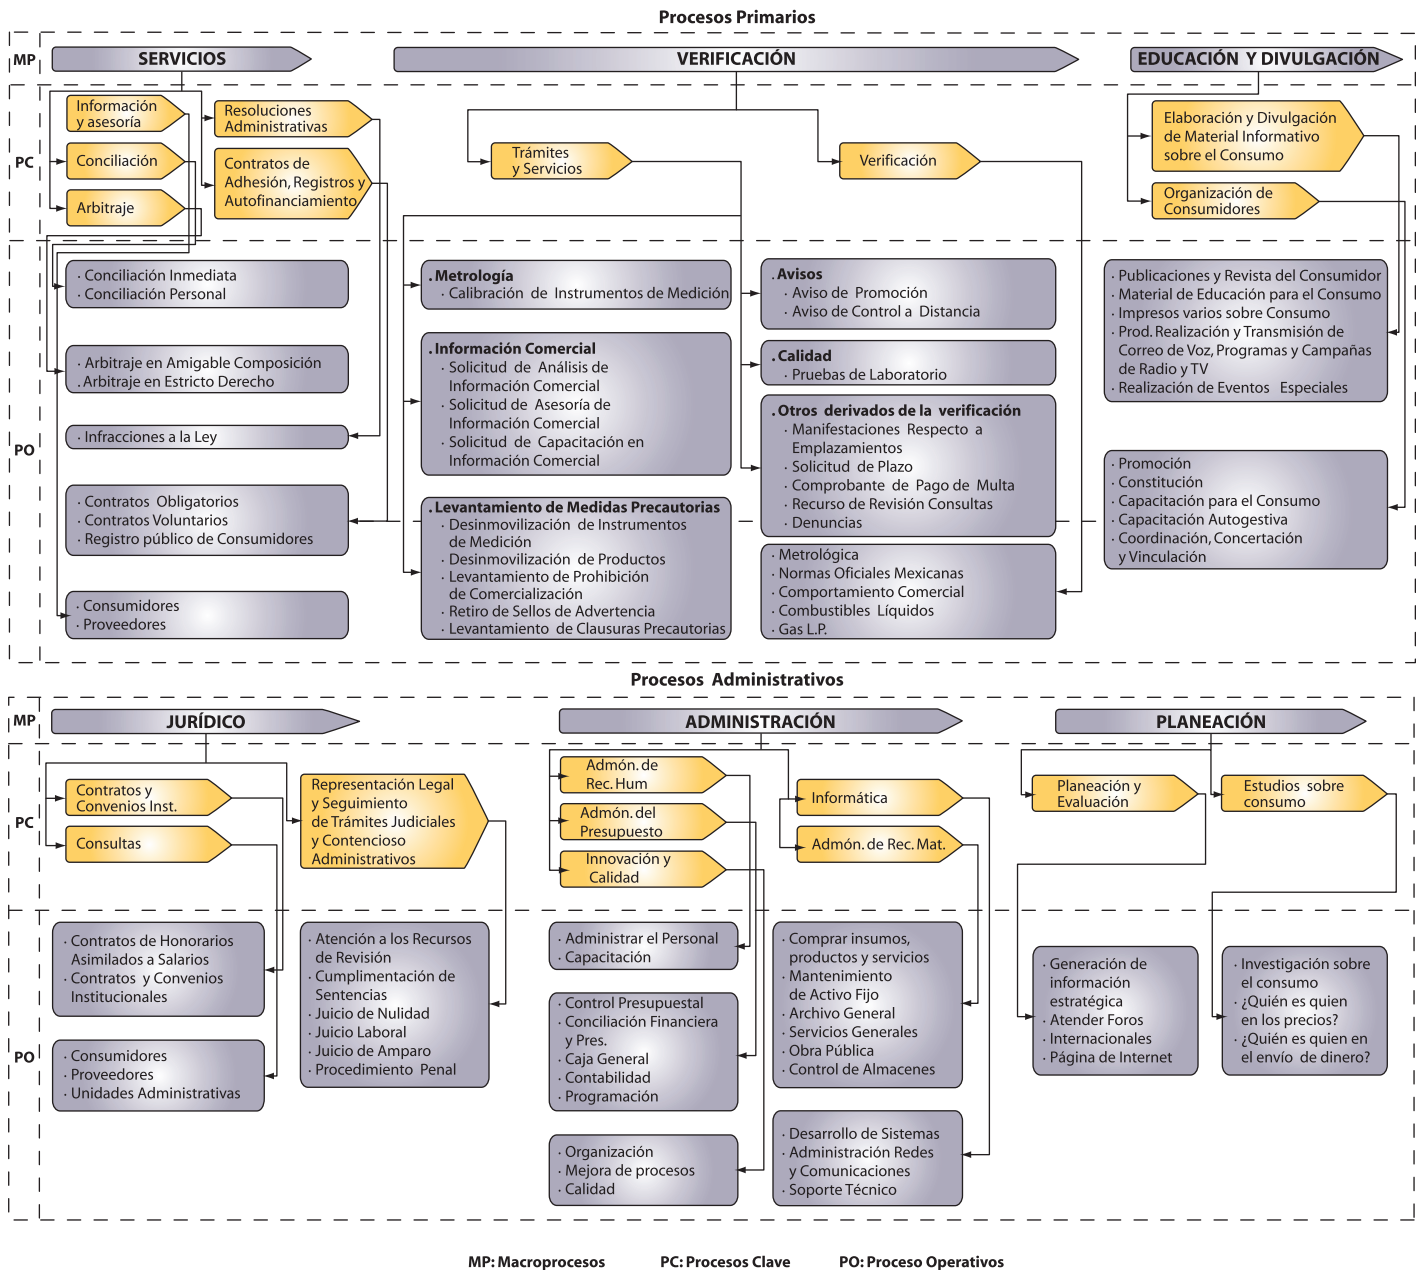 Procesos Primarios
MP
SERVICIOS
VERIFICACIÓN
EDUCACIÓN Y DIVULGACIÓN
PC
Información
y asesoría
Conciliación
Arbitraje
Resoluciones
Administrativas
Contratos de
Adhesión, Registros y
Autofinanciamiento
Trámites
y Servicios
Verificación
Elaboración y Divulgación
de Material Informativo
sobre el Consumo
Organización de
Consumidores
PO
· Conciliación Inmediata
· Conciliación Personal
· Arbitraje en Amigable Composición
. Arbitraje en Estricto Derecho
· Infracciones a la Ley
· Contratos Obligatorios
· Contratos Voluntarios
· Registro público de Consumidores
· Consumidores
· Proveedores
. Metrología
· Calibración de Instrumentos de Medición
. Información Comercial
· Solicitud de Análisis de
Información Comercial
· Solicitud de Asesoría de
Información Comercial
· Solicitud de Capacitación en
Información Comercial
. Levantamiento de Medidas Precautorias
· Desinmovilización de Instrumentos
de Medición
· Desinmovilización de Productos
· Levantamiento de Prohibición
de Comercialización
· Retiro de Sellos de Advertencia
· Levantamiento de Clausuras Precautorias
. Avisos
· Aviso de Promoción
· Aviso de Control a Distancia
. Calidad
· Pruebas de Laboratorio
. Otros derivados de la verificación
· Manifestaciones Respecto a
Emplazamientos
· Solicitud de Plazo
· Comprobante de Pago de Multa
· Recurso de Revisión Consultas
· Denuncias
· Metrológica
· Normas Oficiales Mexicanas
· Comportamiento Comercial
· Combustibles Líquidos
· Gas L.P.
· Publicaciones y Revista del Consumidor
· Material de Educación para el Consumo
· Impresos varios sobre Consumo
· Prod. Realización y Transmisión de
Correo de Voz, Programas y Campañas
de Radio y TV
· Realización de Eventos Especiales
· Promoción
· Constitución
· Capacitación para el Consumo
· Capacitación Autogestiva
· Coordinación, Concertación
y Vinculación
Procesos Administrativos
MP
JURÍDICO
ADMINISTRACIÓN
PLANEACIÓN
PC
Contratos y
Convenios Inst.
Consultas
Representación Legal
y Seguimiento
de Trámites Judiciales
y Contencioso
Administrativos
Admón. de
Rec. Hum
Admón. del
Presupuesto
Innovación y
Calidad
Informática
Admón. de Rec. Mat.
Planeación y
Evaluación
Estudios sobre
consumo
PO
· Contratos de Honorarios
Asimilados a Salarios
· Contratos y Convenios
Institucionales
· Consumidores
· Proveedores
· Unidades Administrativas
· Atención a los Recursos
de Revisión
· Cumplimentación de
Sentencias
· Juicio de Nulidad
· Juicio Laboral
· Juicio de Amparo
· Procedimiento Penal
· Administrar el Personal
· Capacitación
· Control Presupuestal
· Conciliación Financiera
y Pres.
· Caja General
· Contabilidad
· Programación
· Organización
· Mejora de procesos
· Calidad
· Comprar insumos,
productos y servicios
· Mantenimiento
de Activo Fijo
· Archivo General
· Servicios Generales
· Obra Pública
· Control de Almacenes
· Desarrollo de Sistemas
· Administración Redes
y Comunicaciones
· Soporte Técnico
· Generación de
información
estratégica
· Atender Foros
· Internacionales
· Página de Internet
· Investigación sobre
el consumo
· ¿Quién es quien
en los precios?
· ¿Quién es quien en
el envío de dinero?
MP: Macroprocesos
PC: Procesos Clave
PO: Proceso Operativos